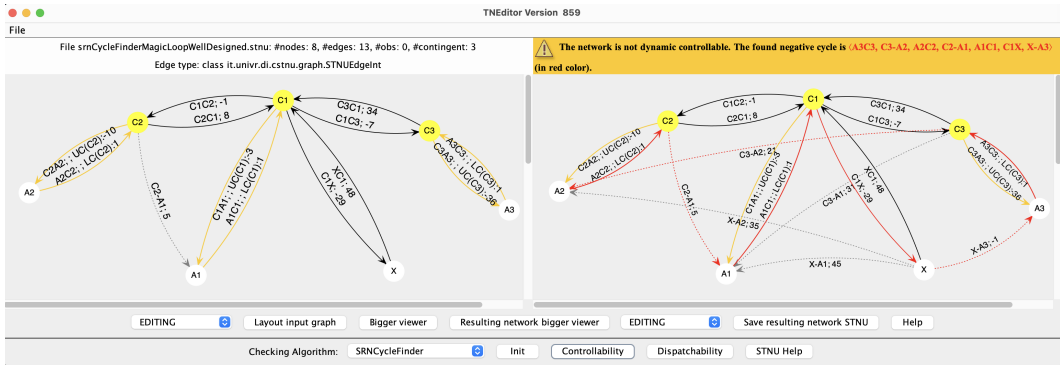 TNEditor Version 859
File
File srnCycleFinderMagicLoopWellDesigned.stnu: #nodes: 8, #edges: 13, #obs: 0, #contingent: 3
Edge type: class it.univr.di.cstnu.graph.STNUEdgeInt
The network is not dynamic controllable. The found negative cycle is ⟨A3C3, C3-A2, A2C2, C2-A1, A1C1, C1X, X-A3⟩
(in red color).
C1
C2
C3
A2
A3
A1
X
C1C2; -1
C2C1; 8
C3C1; 34
C1C3; -7
C2A2; ; UC(C2):-10
A2C2; ; LC(C2):1
A3C3; ; LC(C3):1
C3A3; ; UC(C3):-36
C2-A1; 5
C1A1; ; UC(C1):-3
A1C1; ; LC(C1):1
XC1; 48
C1X; -29
C1
C2
C3
A2
A3
A1
X
C1C2; -1
C2C1; 8
C3C1; 34
C1C3; -7
C2A2; ; UC(C2):-10
A2C2; ; LC(C2):1
A3C3; ; LC(C3):1
C3A3; ; UC(C3):-36
C2-A1; 5
C1A1; ; UC(C1):-3
A1C1; ; LC(C1):1
XC1; 48
C1X; -29
X-A2; 35
X-A1; 45
X-A3; -1
EDITING
Layout input graph
Bigger viewer
Resulting network bigger viewer
EDITING
Save resulting network STNU
Help
Checking Algorithm:
SRNCycleFinder
Init
Controllability
Dispatchability
STNU Help